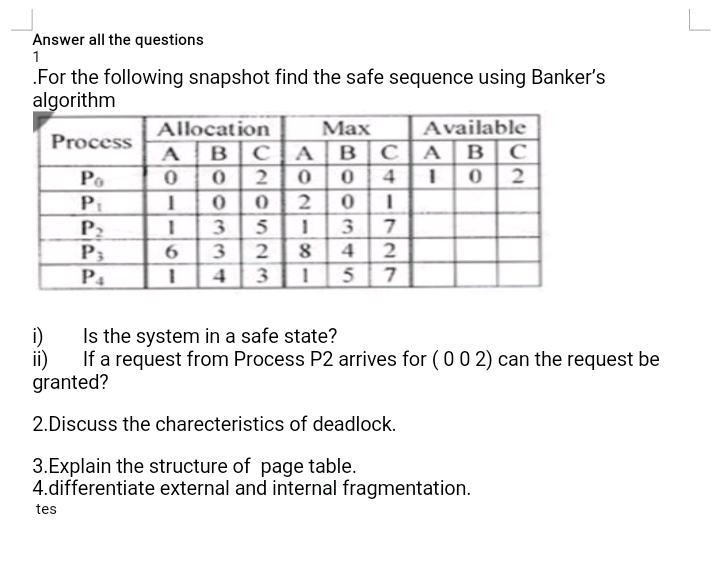 Answer all the questions
1
.For the following snapshot find the safe sequence using Banker's
algorithm
Process Allocation Max Available
A B C A B C A B C
P0 0 0 2 0 0 4 1 0 2
P1 1 0 0 2 0 1
P2 1 3 5 1 3 7
P3 6 3 2 8 4 2
P4 1 4 3 1 5 7
i) Is the system in a safe state?
ii) If a request from Process P2 arrives for ( 0 0 2) can the request be
granted?
2.Discuss the charecteristics of deadlock.
3.Explain the structure of page table.
4.differentiate external and internal fragmentation.
tes